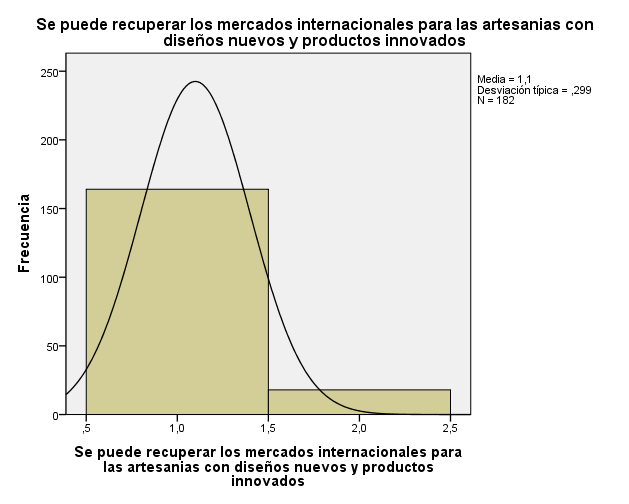 Se puede recuperar los mercados internacionales para las artesanias con
diseños nuevos y productos innovados
Media = 1,1
Desviación típica = ,299
N = 182
Frecuencia
250
200
150
100
50
0
,5
1,0
1,5
2,0
2,5
Se puede recuperar los mercados internacionales para
las artesanias con diseños nuevos y productos
innovados